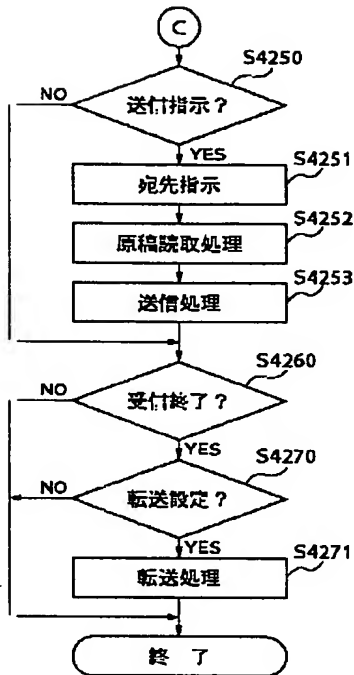 C
S4250
送信指示?
NO
YES
S4251
宛先指示
S4252
原稿読取処理
S4253
送信処理
S4260
受信終了?
NO
YES
S4270
転送設定?
NO
YES
S4271
転送処理
終 了